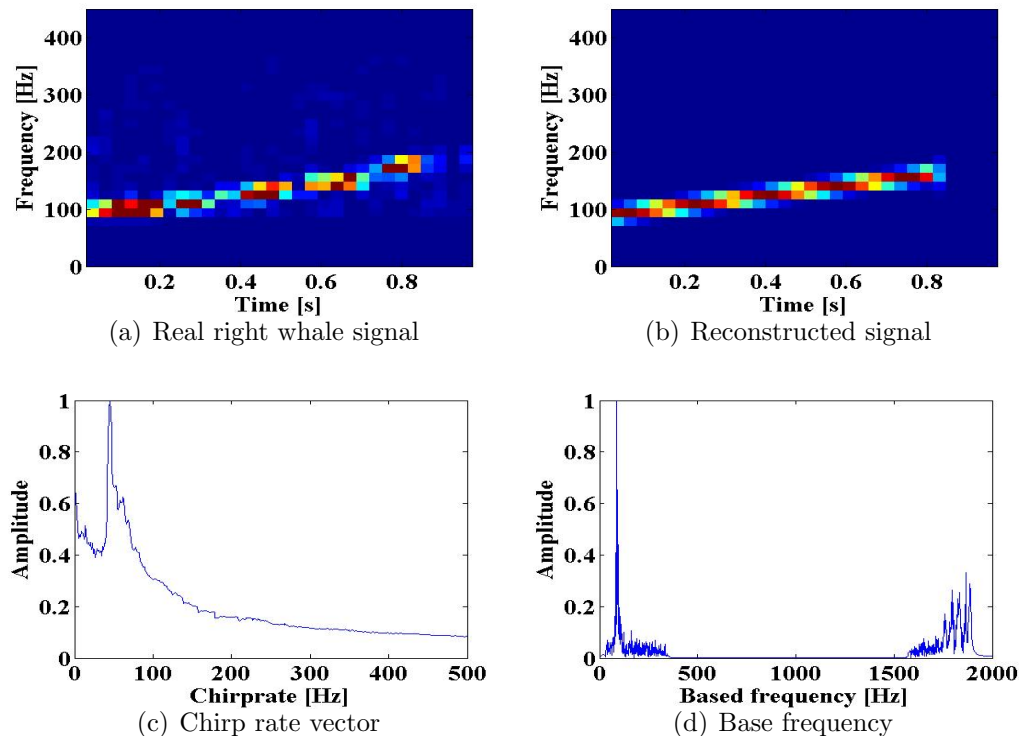 400
300
200
100
0
Frequency [Hz]
0.2 0.4 0.6 0.8
Time [s]
(a) Real right whale signal
400
300
200
100
0
Frequency [Hz]
0.2 0.4 0.6 0.8
Time [s]
(b) Reconstructed signal
1
0.8
0.6
0.4
0.2
0
Amplitude
0 100 200 300 400 500
Chirprate [Hz]
(c) Chirp rate vector
1
0.8
0.6
0.4
0.2
0
Amplitude
0 500 1000 1500 2000
Based frequency [Hz]
(d) Base frequency